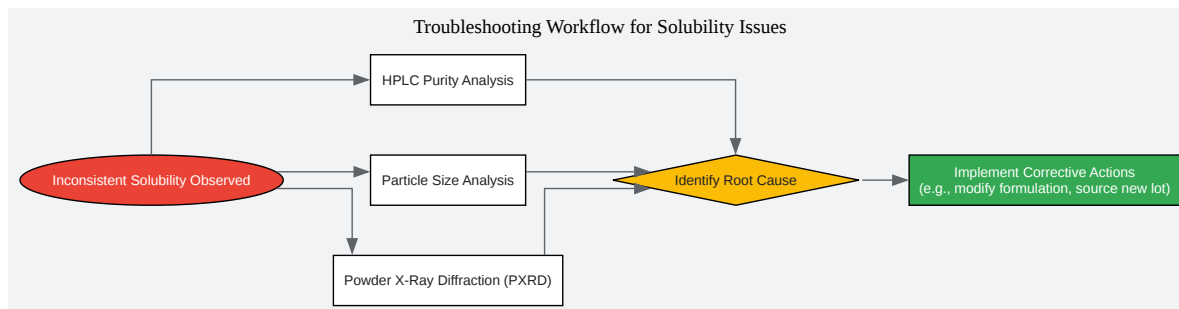 Troubleshooting Workflow for Solubility Issues
HPLC Purity Analysis
Inconsistent Solubility Observed
Particle Size Analysis
Identify Root Cause
Implement Corrective Actions
(e.g., modify formulation, source new lot)
Powder X-Ray Diffraction (PXRD)